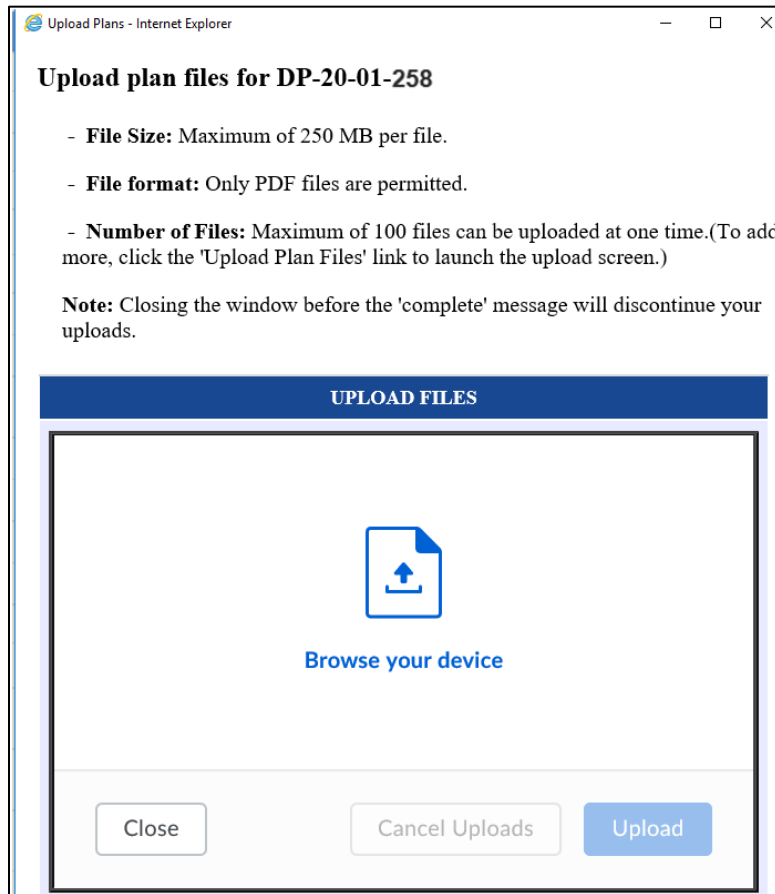 Upload Plans - Internet Explorer
Upload plan files for DP-20-01-258
- File Size: Maximum of 250 MB per file.
- File format: Only PDF files are permitted.
- Number of Files: Maximum of 100 files can be uploaded at one time.(To add
more, click the 'Upload Plan Files' link to launch the upload screen.)
Note: Closing the window before the 'complete' message will discontinue your
uploads.
UPLOAD FILES
Browse your device
Close
Cancel Uploads
Upload